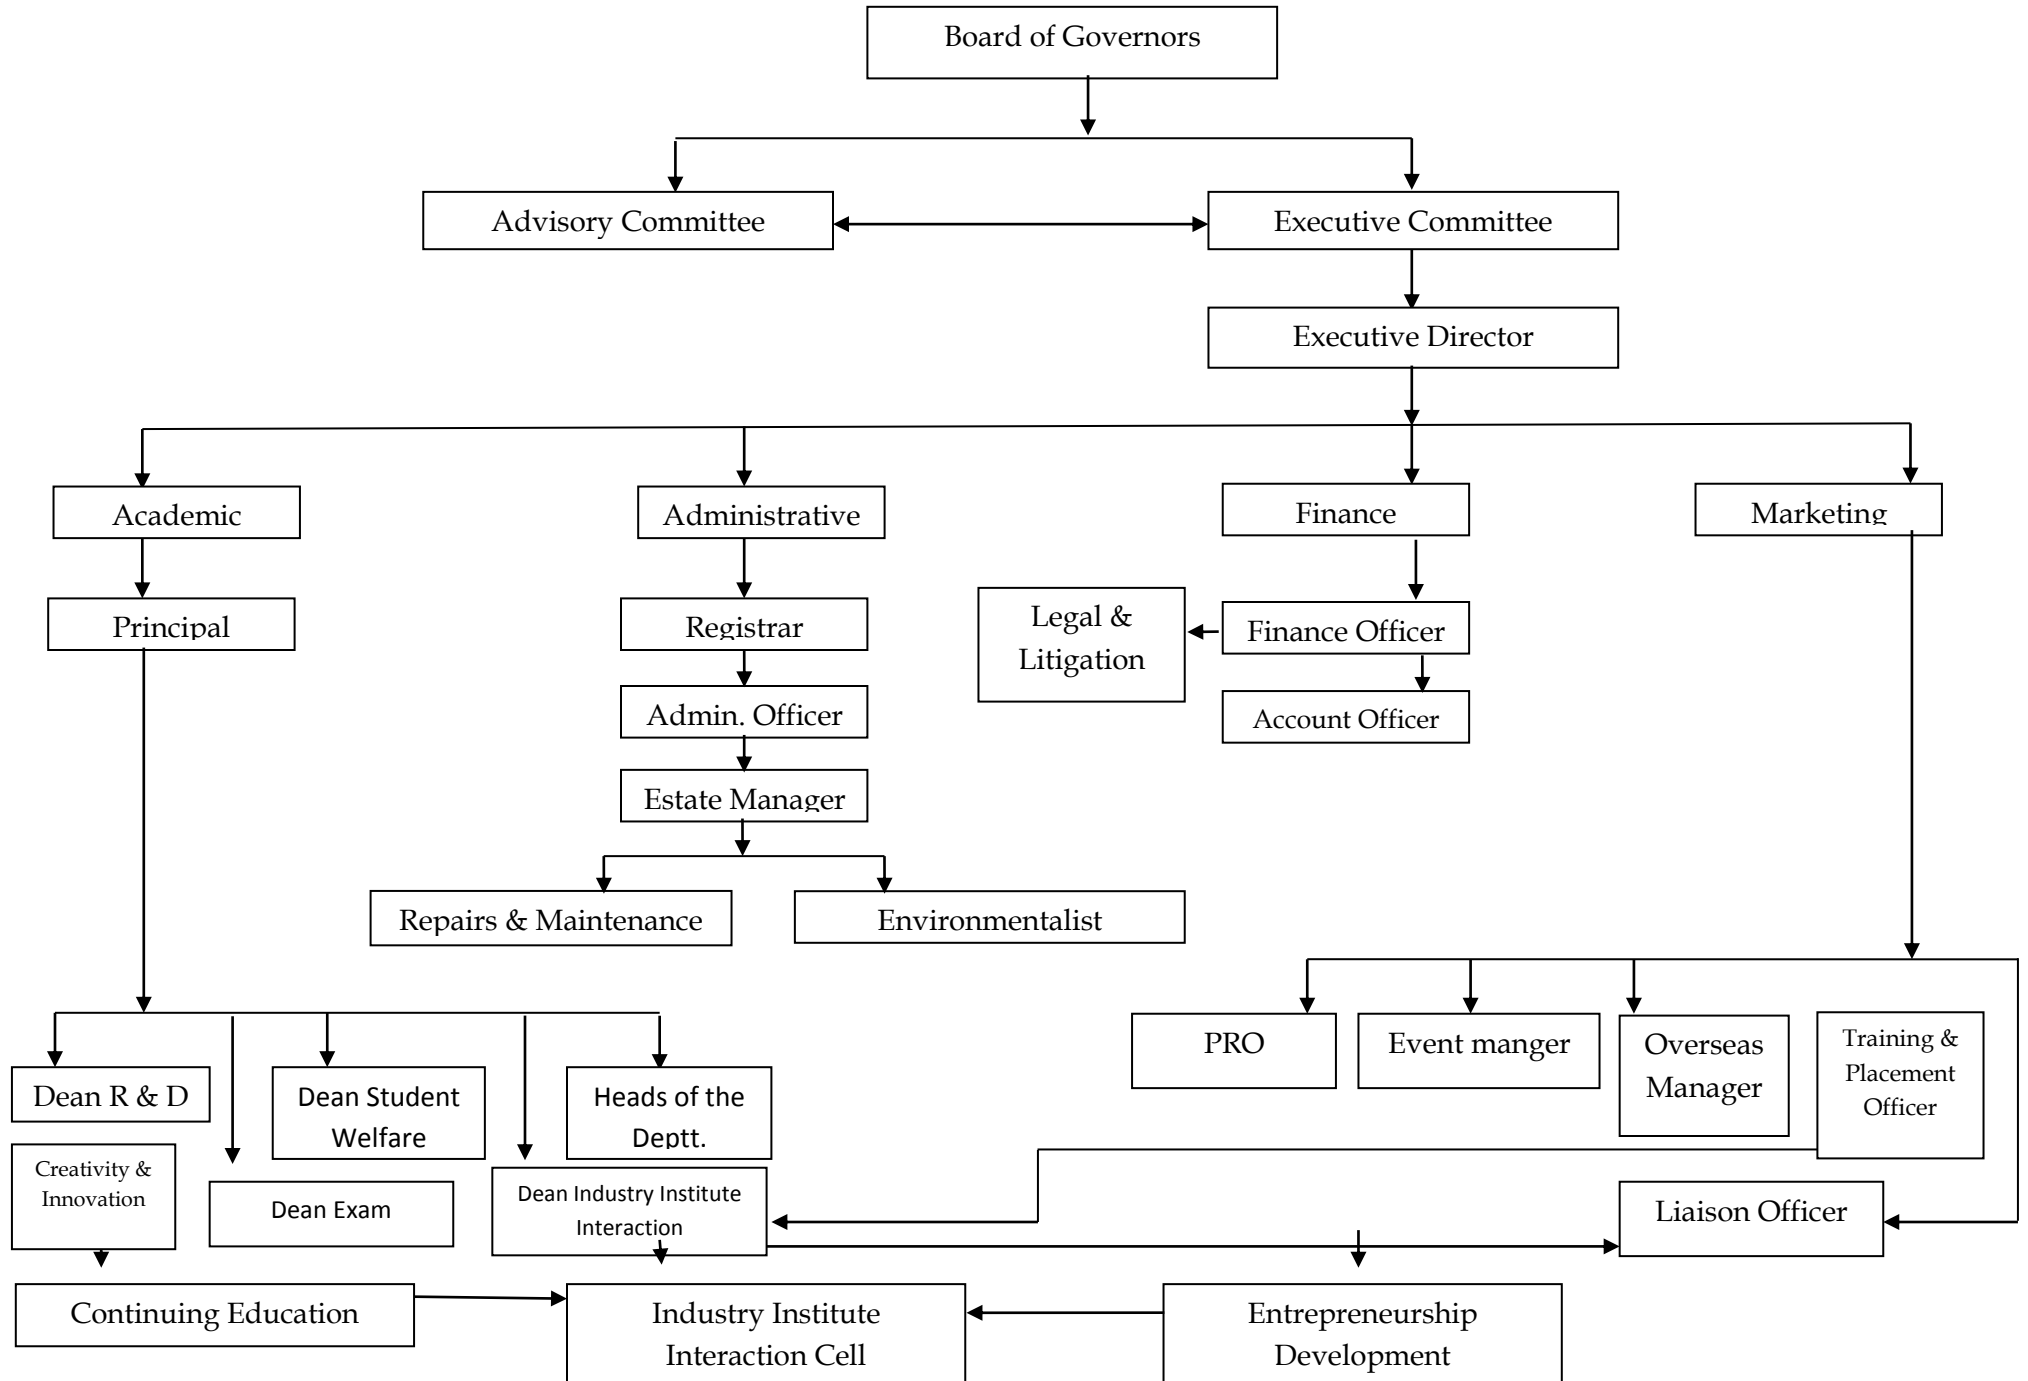 Board of Governors
Advisory Committee
Executive Committee
Executive Director
Academic
Administrative
Finance
Marketing
Principal
Registrar
Legal &
Litigation
Finance Officer
Admin. Officer
Account Officer
Estate Manager
Repairs & Maintenance
Environmentalist
PRO
Event manger
Overseas
Manager
Training &
Placement
Officer
Dean R & D
Dean Student
Welfare
Heads of the
Deptt.
Creativity &
Innovation
Dean Exam
Dean Industry Institute
Interaction
Liaison Officer
Continuing Education
Industry Institute
Interaction Cell
Entrepreneurship
Development